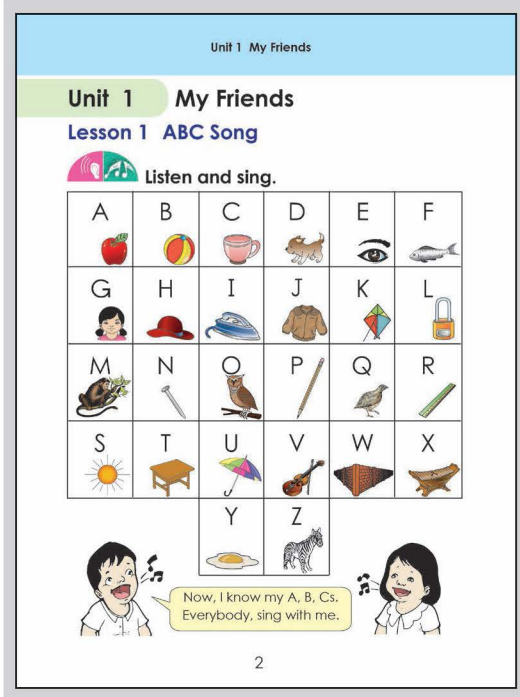 Unit 1 My Friends
Unit 1 My Friends
Lesson 1 ABC Song
Listen and sing.
A B C D E F
G H I J K L
M N O P Q R
S T U V W X
Y Z
Now, I know my A, B, Cs.
Everybody, sing with me.
2